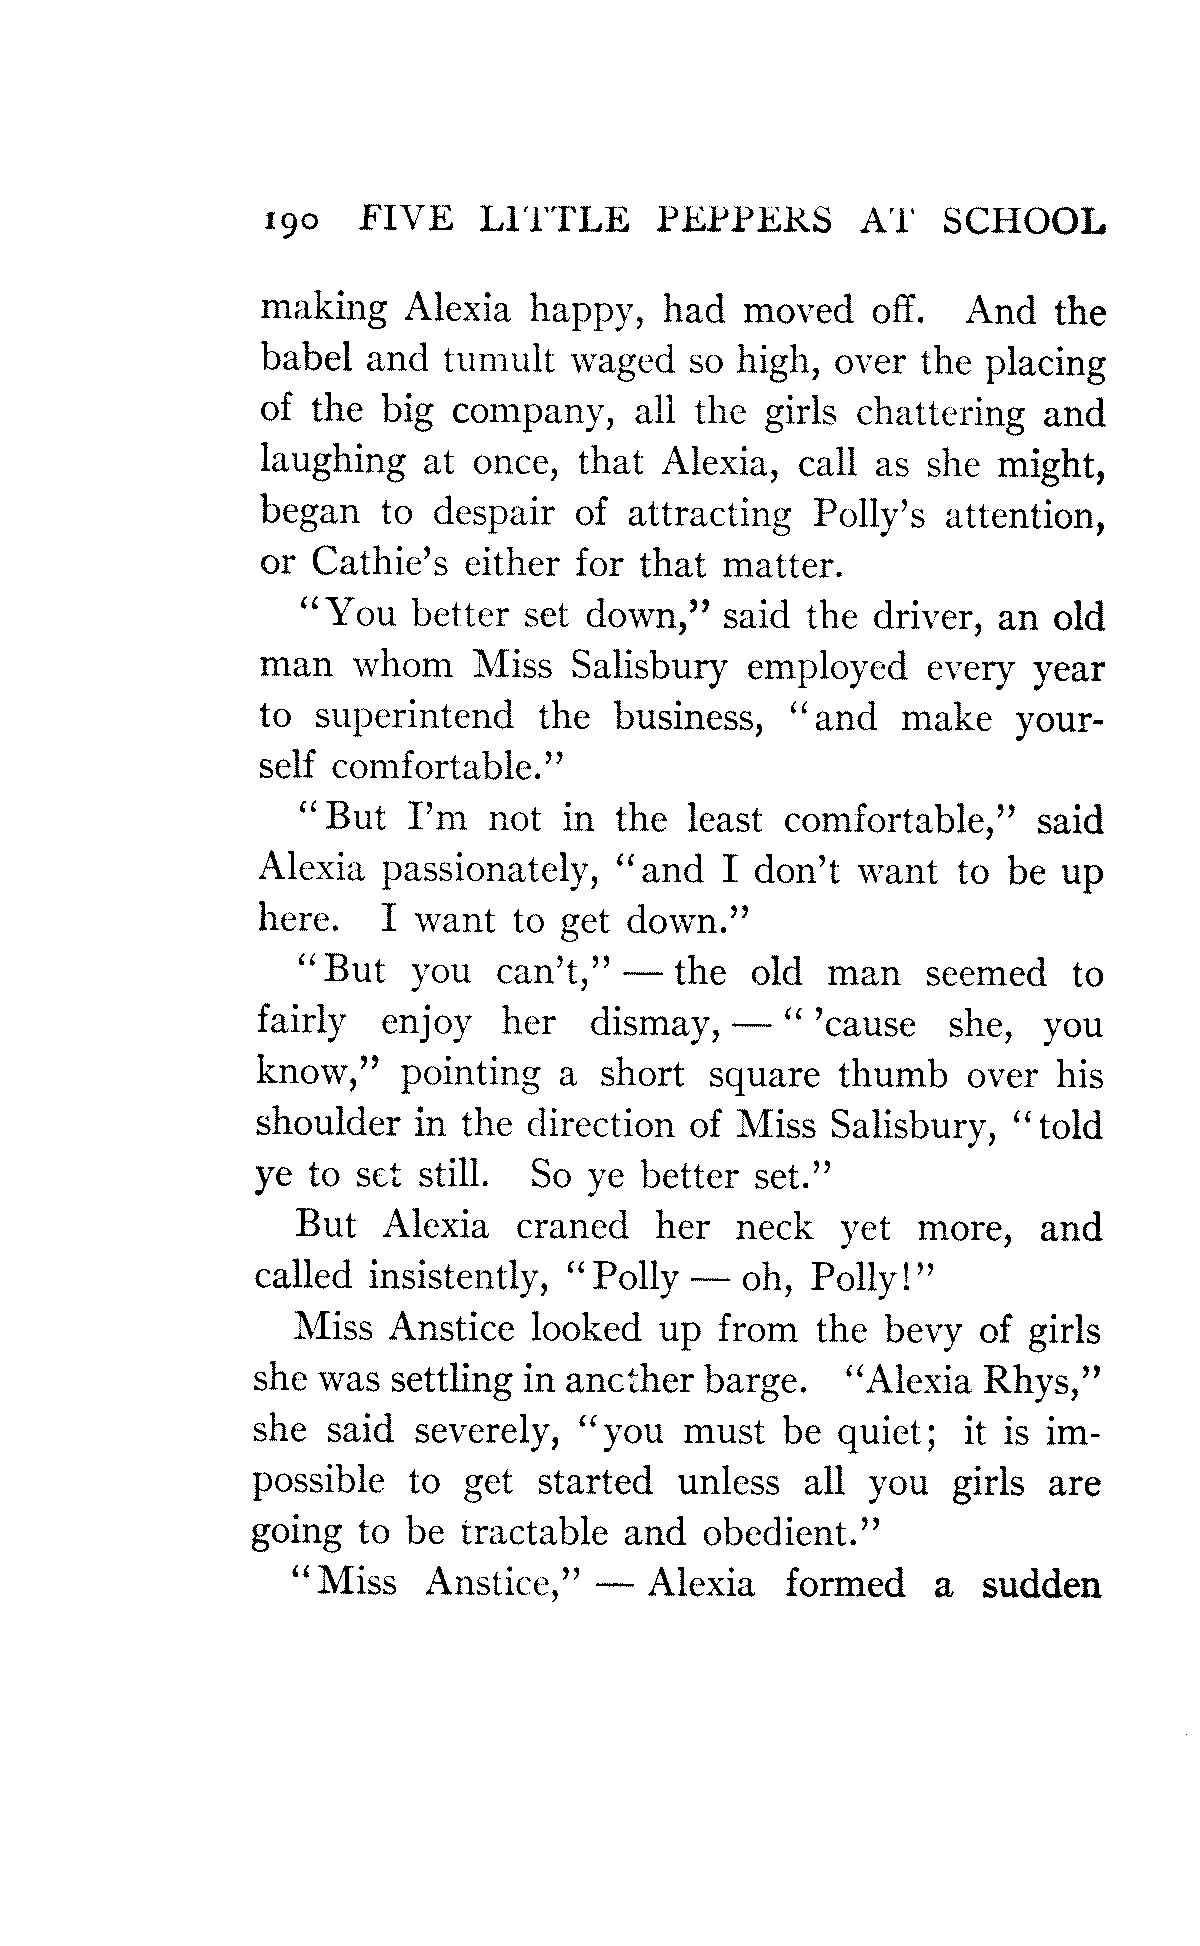 190 FIVE LITTLE PEPPERS AT SCHOOL
making Alexia happy, had moved off. And the
babel and tumult waged so high, over the placing
of the big company, all the girls chattering and
laughing at once, that Alexia, call as she might,
began to despair of attracting Polly's attention,
or Cathie's either for that matter.
"You better set down," said the driver, an old
man whom Miss Salisbury employed every year
to superintend the business, "and make your-
self comfortable."
"But I'm not in the least comfortable," said
Alexia passionately, "and I don't want to be up
here. I want to get down."
"But you can't," — the old man seemed to
fairly enjoy her dismay, — " 'cause she, you
know," pointing a short square thumb over his
shoulder in the direction of Miss Salisbury, "told
ye to set still. So ye better set."
But Alexia craned her neck yet more, and
called insistently, "Polly — oh, Polly!"
Miss Anstice looked up from the bevy of girls
she was settling in another barge. "Alexia Rhys,"
she said severely, "you must be quiet; it is im-
possible to get started unless all you girls are
going to be tractable and obedient."
"Miss Anstice," — Alexia formed a sudden